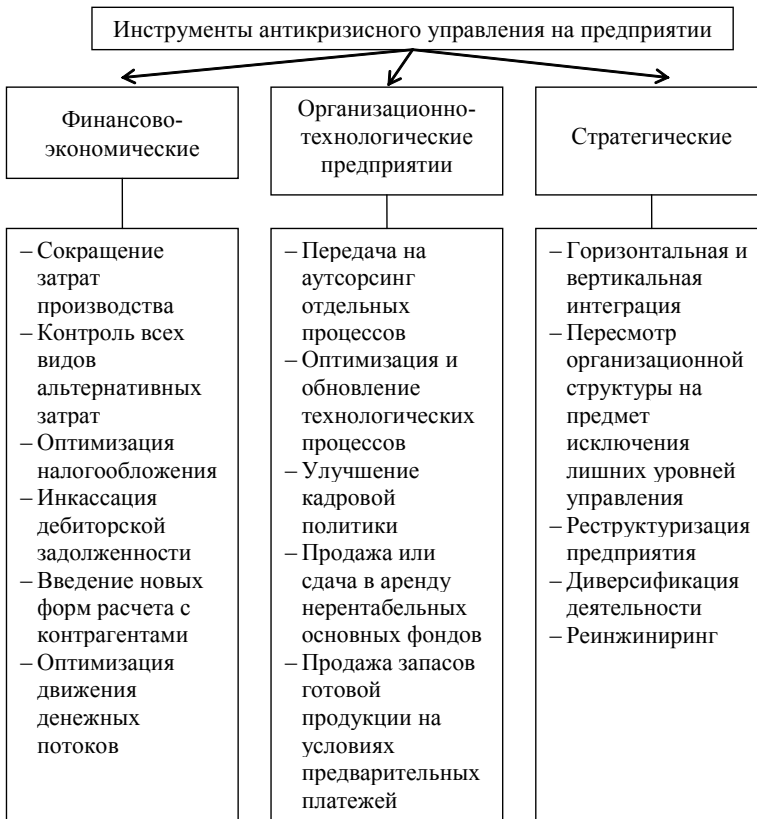 Инструменты антикризисного управления на предприятии
Финансово-
экономические
Организационно-
технологические
предприятии
Стратегические
– Сокращение
затрат
производства
– Контроль всех
видов
альтернативных
затрат
– Оптимизация
налогообложения
– Инкассация
дебиторской
задолженности
– Введение новых
форм расчета с
контрагентами
– Оптимизация
движения
денежных
потоков
– Передача на
аутсорсинг
отдельных
процессов
– Оптимизация и
обновление
технологических
процессов
– Улучшение
кадровой
политики
– Продажа или
сдача в аренду
нерентабельных
основных фондов
– Продажа запасов
готовой
продукции на
условиях
предварительных
платежей
– Горизонтальная и
вертикальная
интеграция
– Пересмотр
организационной
структуры на
предмет
исключения
лишних уровней
управления
– Реструктуризация
предприятия
– Диверсификация
деятельности
– Реинжиниринг